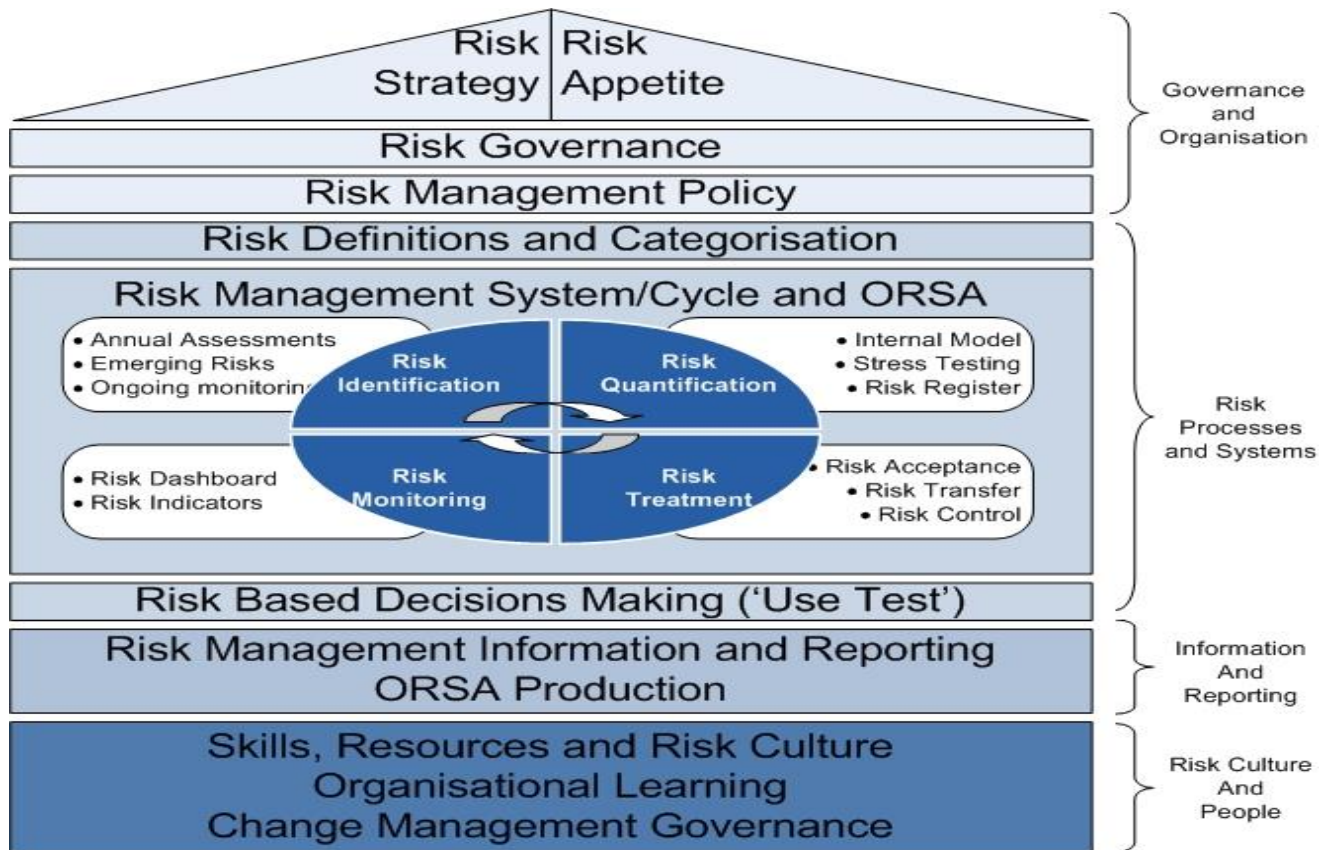 Risk
Strategy
Risk
Appetite
Governance
and
Organisation
Risk Governance
Risk Management Policy
Risk Definitions and Categorisation
Risk Management System/Cycle and ORSA
• Annual Assessments
• Emerging Risks
• Ongoing monitoring
Risk
Identification
Risk
Quantification
• Internal Model
• Stress Testing
• Risk Register
• Risk Dashboard
• Risk Indicators
Risk
Monitoring
Risk
Treatment
• Risk Acceptance
• Risk Transfer
• Risk Control
Risk
Processes
and Systems
Risk Based Decisions Making (‘Use Test’)
Risk Management Information and Reporting
ORSA Production
Information
And
Reporting
Skills, Resources and Risk Culture
Organisational Learning
Change Management Governance
Risk Culture
And
People